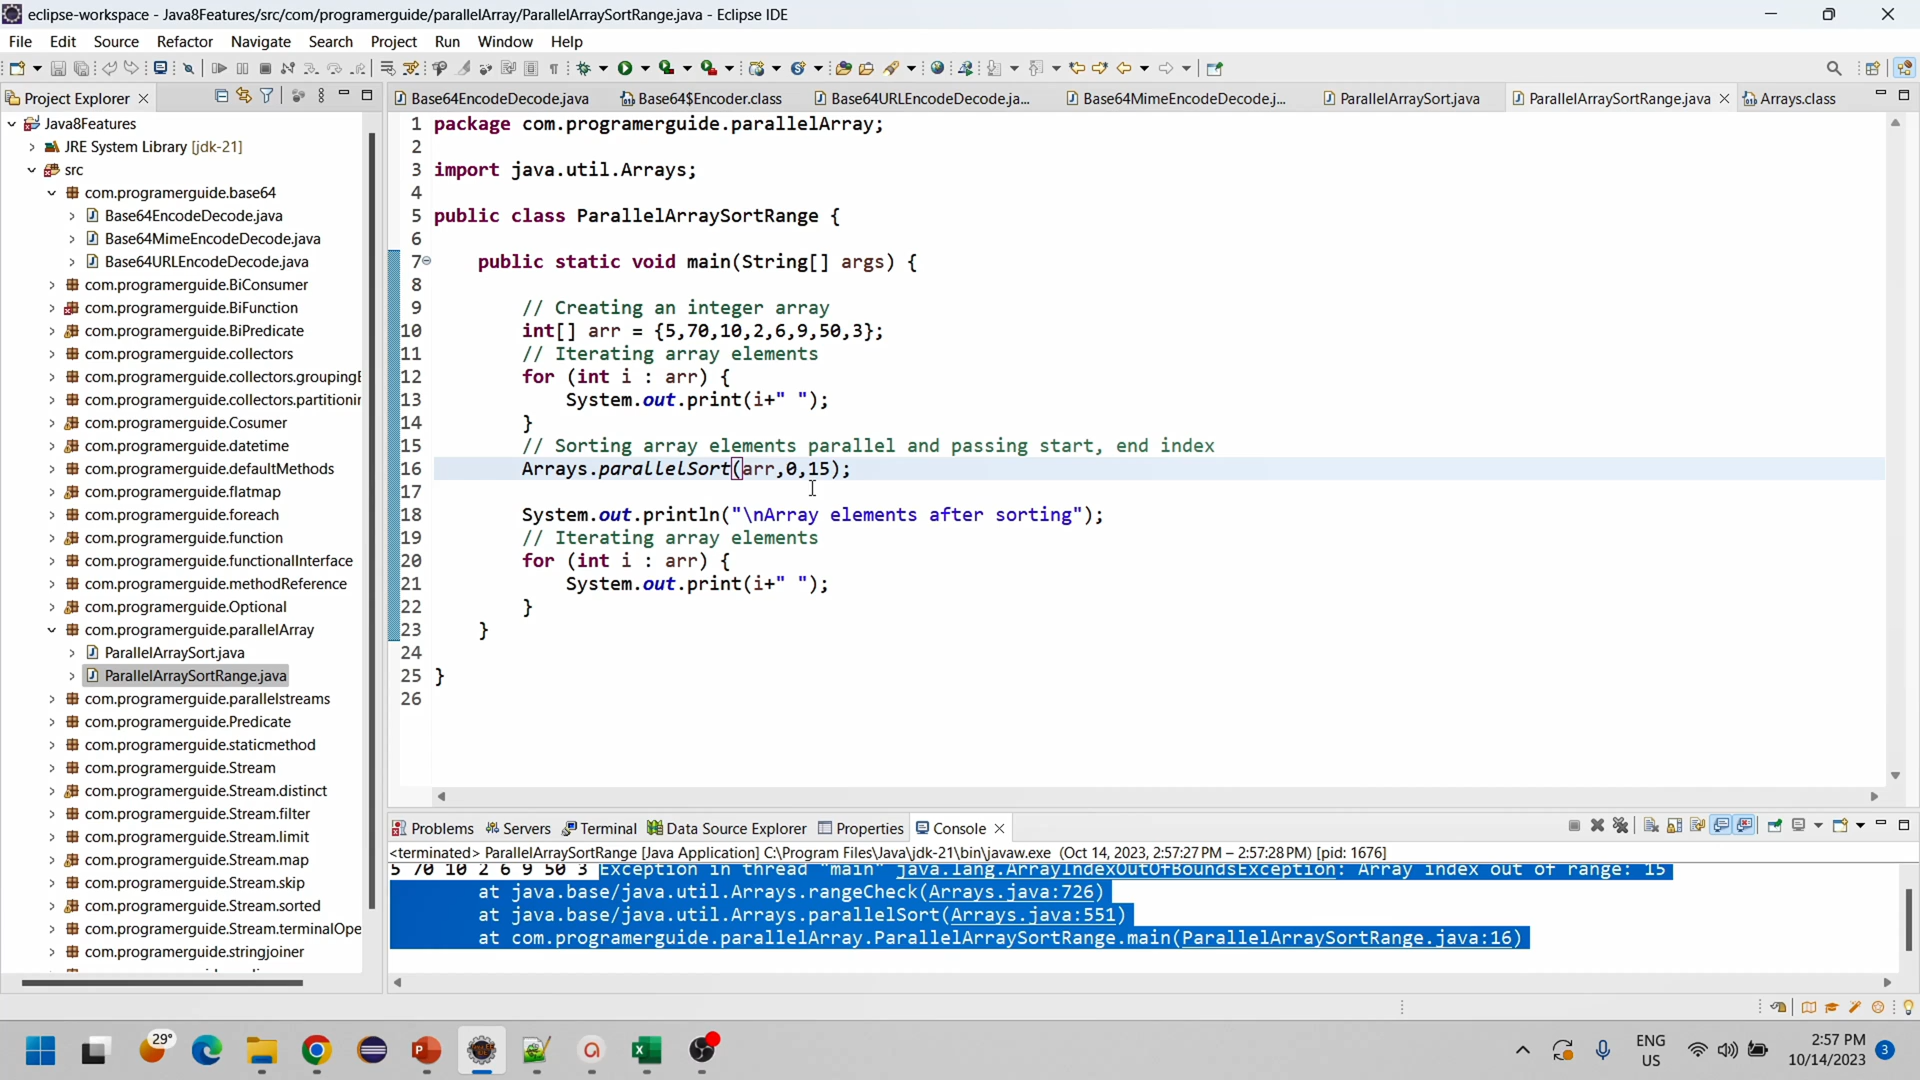 eclipse-workspace - Java8Features/src/com/programerguide/parallelArray/ParallelArraySortRange.java - Eclipse IDE
File Edit Source Refactor Navigate Search Project Run Window Help
Project Explorer
Base64EncodeDecode.java Base64$Encoder.class Base64URLEncodeDecode.ja... Base64MimeEncodeDecode.j... ParallelArraySort.java ParallelArraySortRange.java Arrays.class
Java8Features
JRE System Library [jdk-21]
src
com.programerguide.base64
Base64EncodeDecode.java
Base64MimeEncodeDecode.java
Base64URLEncodeDecode.java
com.programerguide.BiConsumer
com.programerguide.BiFunction
com.programerguide.BiPredicate
com.programerguide.collectors
com.programerguide.collectors.grouping
com.programerguide.collectors.partitionin
com.programerguide.Cosumer
com.programerguide.datetime
com.programerguide.defaultMethods
com.programerguide.flatmap
com.programerguide.foreach
com.programerguide.function
com.programerguide.functionalInterface
com.programerguide.methodReference
com.programerguide.Optional
com.programerguide.parallelArray
ParallelArraySort.java
ParallelArraySortRange.java
com.programerguide.parallelstreams
com.programerguide.Predicate
com.programerguide.staticmethod
com.programerguide.Stream
com.programerguide.Stream.distinct
com.programerguide.Stream.filter
com.programerguide.Stream.limit
com.programerguide.Stream.map
com.programerguide.Stream.skip
com.programerguide.Stream.sorted
com.programerguide.Stream.terminalOpe
com.programerguide.stringjoiner
1 package com.programerguide.parallelArray;
2
3 import java.util.Arrays;
4
5 public class ParallelArraySortRange {
6
7 public static void main(String[] args) {
8
9 // Creating an integer array
10 int[] arr = {5,70,10,2,6,9,50,3};
11 // Iterating array elements
12 for (int i : arr) {
13 System.out.print(i+" ");
14 }
15 // Sorting array elements parallel and passing start, end index
16 Arrays.parallelSort(arr,0,15);
17
18 System.out.println("\nArray elements after sorting");
19 // Iterating array elements
20 for (int i : arr) {
21 System.out.print(i+" ");
22 }
23 }
24
25 }
26
Problems Servers Terminal Data Source Explorer Properties Console
<terminated> ParallelArraySortRange [Java Application] C:\Program Files\Java\jdk-21\bin\javaw.exe (Oct 14, 2023, 2:57:27 PM – 2:57:28 PM) [pid: 1676]
5 70 10 2 6 9 50 3 Exception in thread "main" java.lang.ArrayIndexOutOfBoundsException: Array index out of range: 15
at java.base/java.util.Arrays.rangeCheck(Arrays.java:726)
at java.base/java.util.Arrays.parallelSort(Arrays.java:551)
at com.programerguide.parallelArray.ParallelArraySortRange.main(ParallelArraySortRange.java:16)
29°
ENG
US
2:57 PM
10/14/2023
3